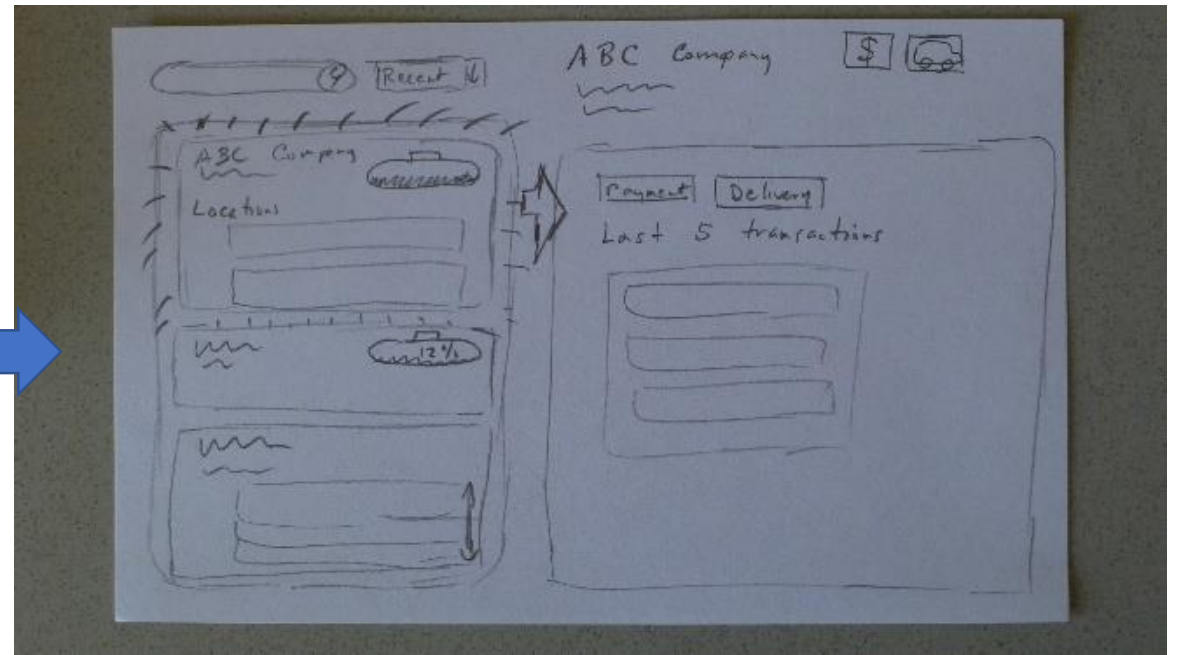 Recent
ABC Company
Locations
12%
ABC Company
$
Payment
Delivery
Last 5 transactions